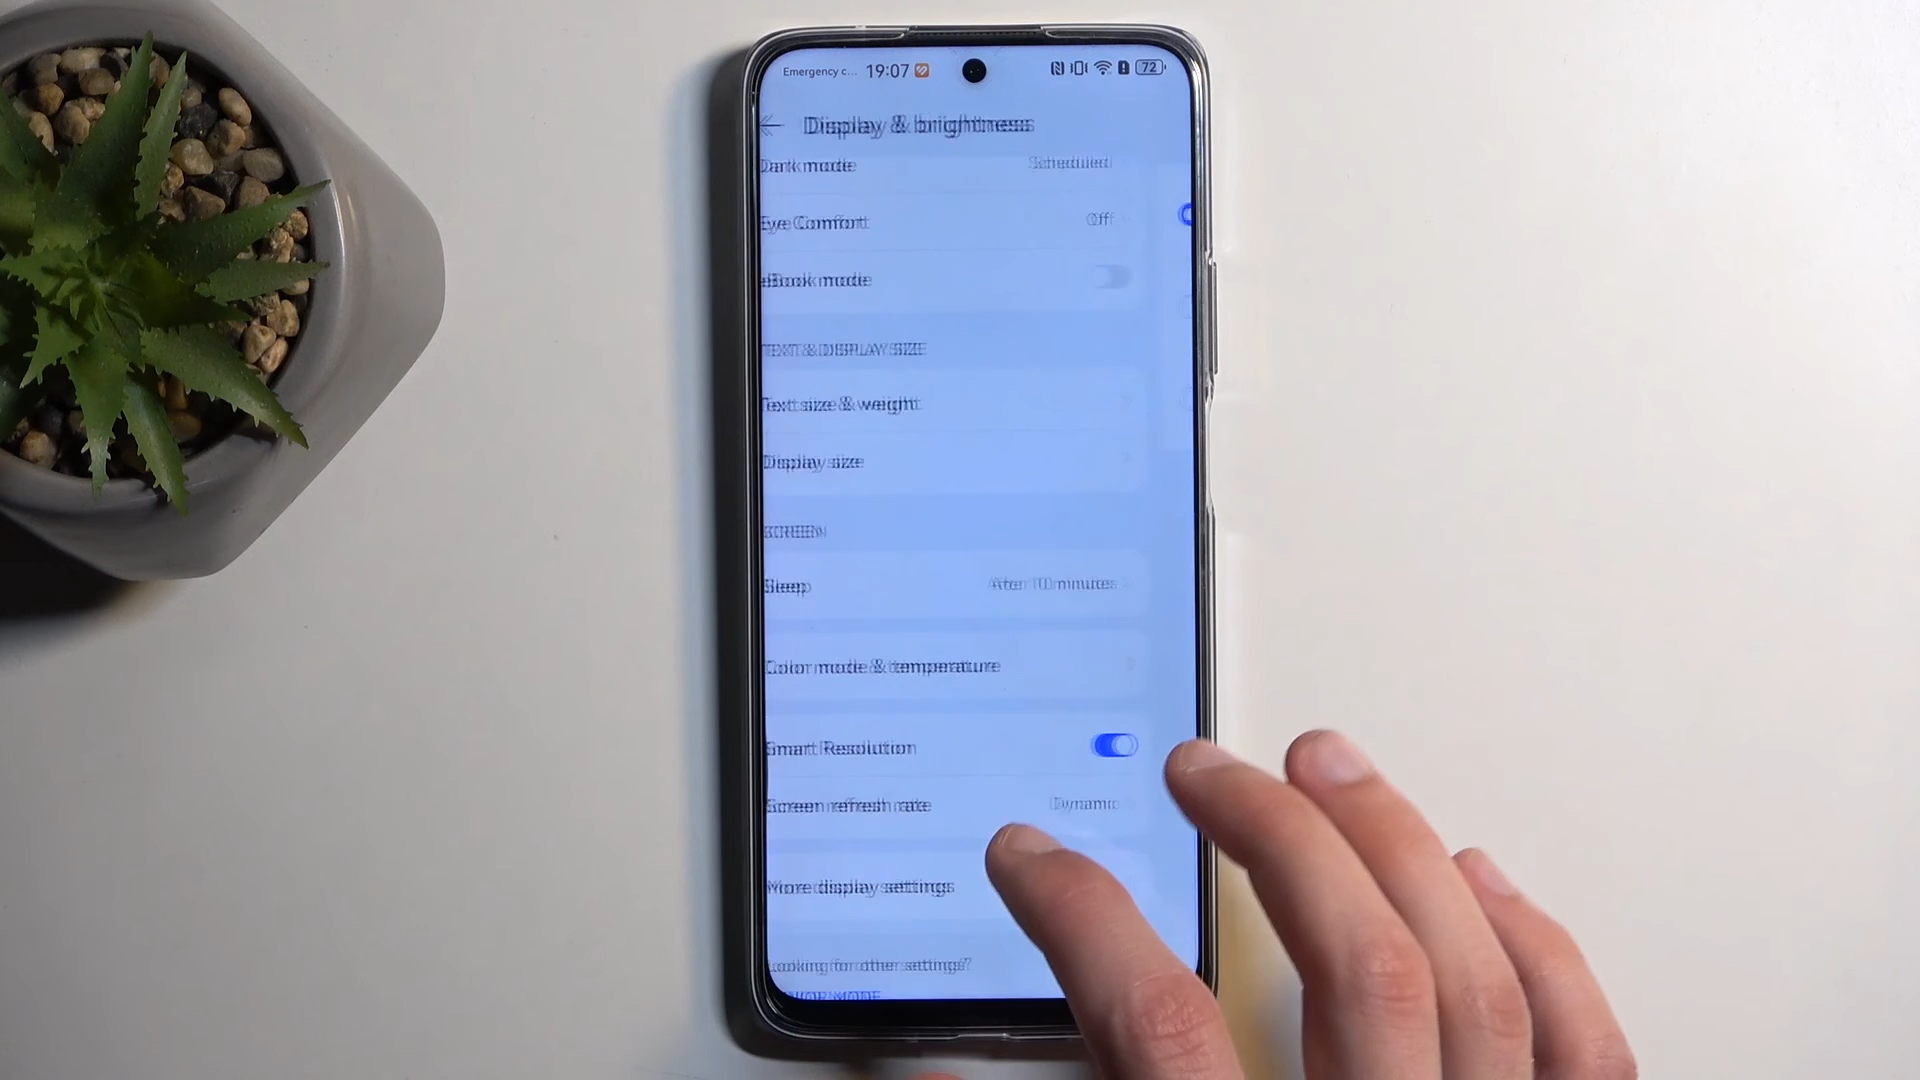 Emergency c... 19:07 72
Display & brightness
Dark mode Scheduled
Eye Comfort Off
eBook mode
TEXT & DISPLAY SIZE
Text size & weight
Display size
SCREEN
Sleep After 10 minutes
Color mode & temperature
Smart Resolution
Screen refresh rate Dynamic
More display settings
Looking for other settings?
MODE